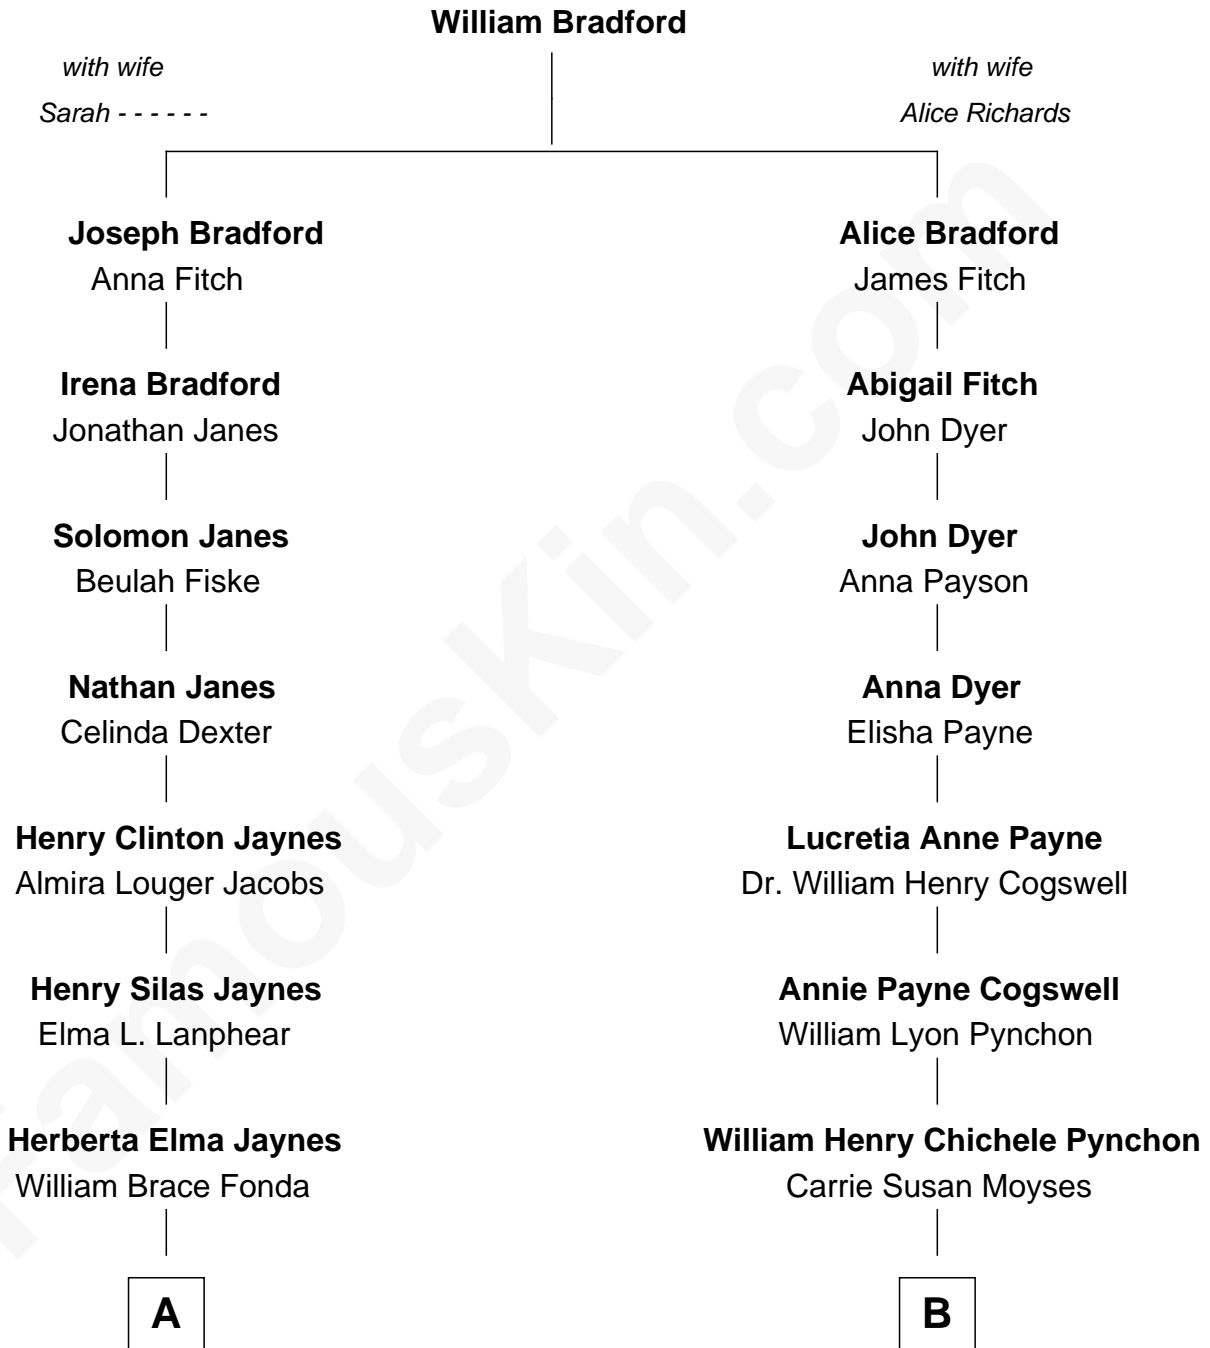 William Bradford
with wife
Sarah - - - - - -
with wife
Alice Richards
Joseph Bradford
Anna Fitch
Alice Bradford
James Fitch
Irena Bradford
Jonathan Janes
Abigail Fitch
John Dyer
Solomon Janes
Beulah Fiske
John Dyer
Anna Payson
Nathan Janes
Celinda Dexter
Anna Dyer
Elisha Payne
Henry Clinton Jaynes
Almira Louger Jacobs
Lucretia Anne Payne
Dr. William Henry Cogswell
Henry Silas Jaynes
Elma L. Lanphear
Annie Payne Cogswell
William Lyon Pynchon
Herberta Elma Jaynes
William Brace Fonda
William Henry Chichele Pynchon
Carrie Susan Moyses
A
B
FamousKin.com